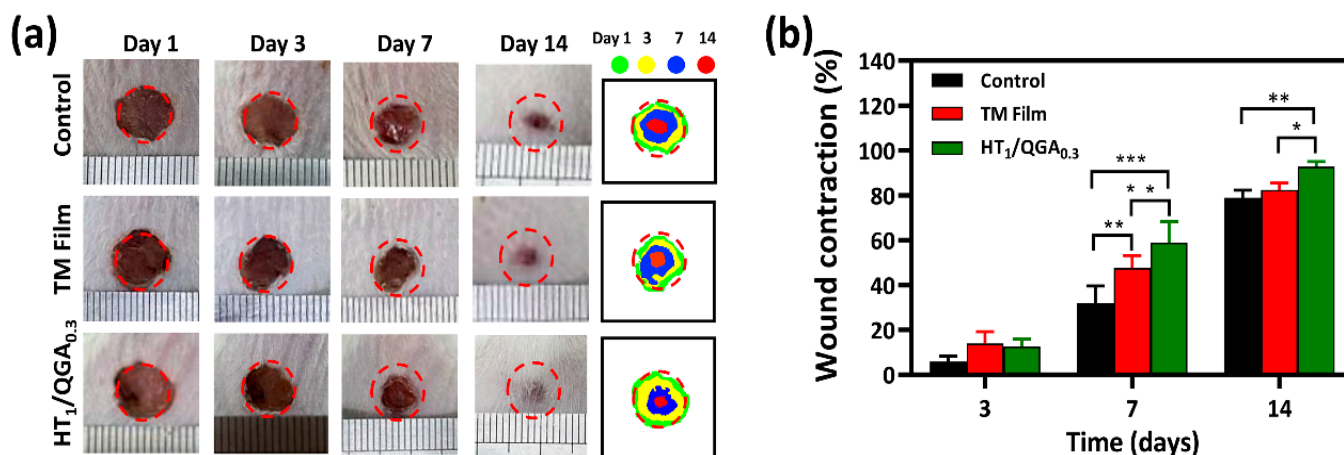 (a)
Day 1 Day 3 Day 7 Day 14
Day 1 3 7 14
Control
TM Film
HT₁/QGA₀.₃
(b)
Wound contraction (%)
140
120
100
80
60
40
20
0
Control
TM Film
HT₁/QGA₀.₃
**
*
***
* *
**
3 7 14
Time (days)